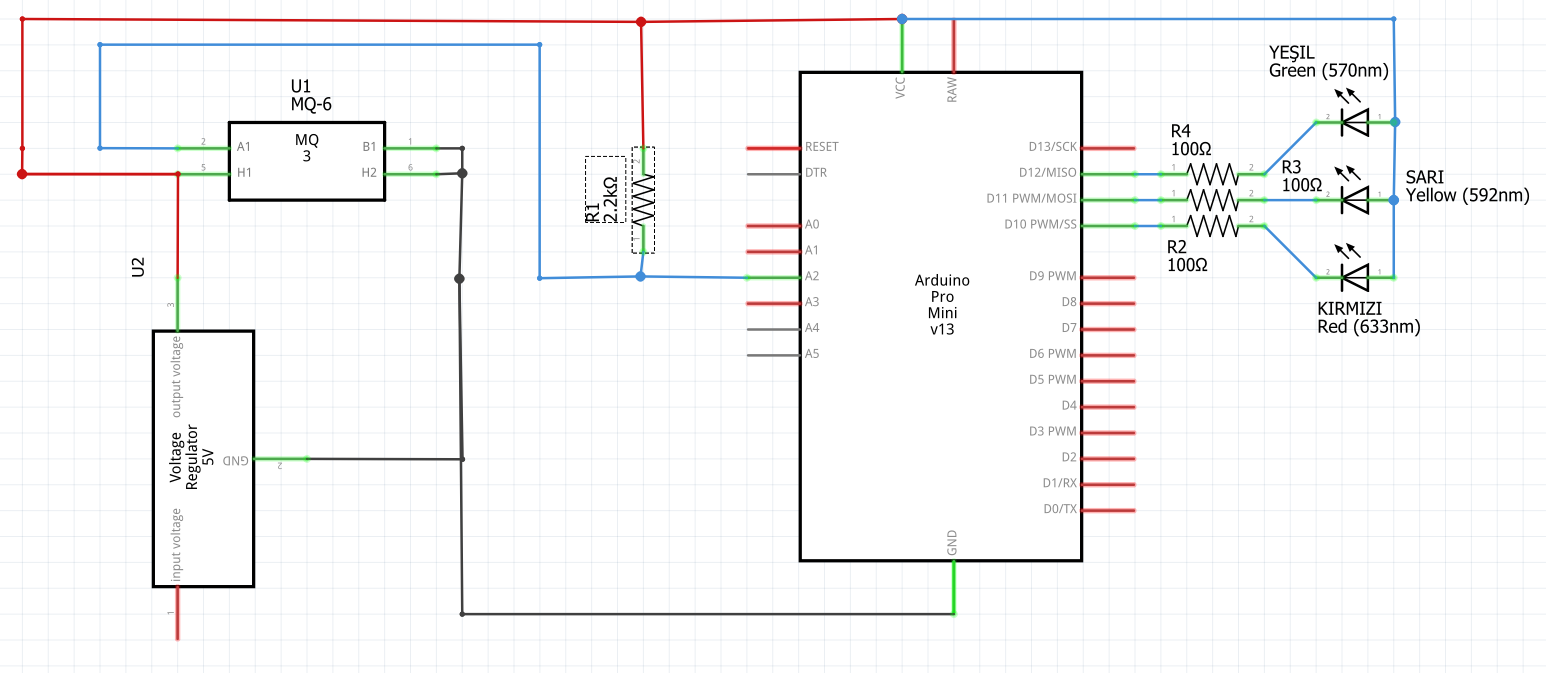 U1
MQ-6
MQ
3
2
A1
B1
1
5
H1
H2
6
U2
3
output voltage
Voltage
Regulator
5V
GND
2
input voltage
1
R1
2.2kΩ
2
1
VCC
RAW
RESET
DTR
A0
A1
A2
A3
A4
A5
Arduino
Pro
Mini
v13
D13/SCK
D12/MISO
D11 PWM/MOSI
D10 PWM/SS
D9 PWM
D8
D7
D6 PWM
D5 PWM
D4
D3 PWM
D2
D1/RX
D0/TX
GND
R4
100Ω
1
2
R3
100Ω
1
2
R2
100Ω
1
2
YEŞIL
Green (570nm)
2
1
SARI
Yellow (592nm)
2
1
KIRMIZI
Red (633nm)
2
1